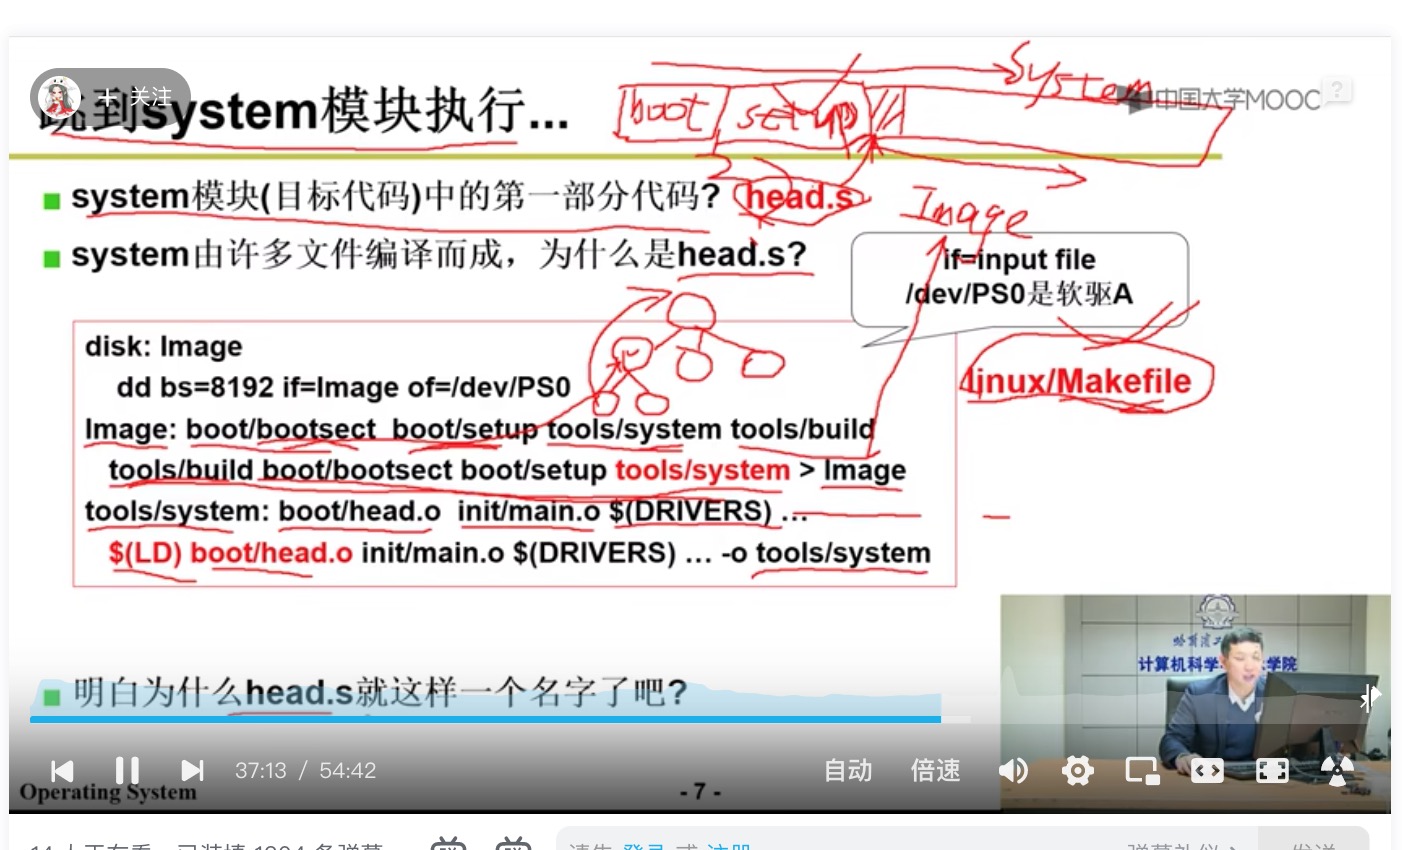 关注
跳到system模块执行...
boot setup
System
中国大学MOOC
?
system模块(目标代码)中的第一部分代码? head.s
Image
system由许多文件编译而成，为什么是head.s?
if=input file
/dev/PS0是软驱A
disk: Image
dd bs=8192 if=Image of=/dev/PS0
linux/Makefile
Image: boot/bootsect boot/setup tools/system tools/build
tools/build boot/bootsect boot/setup tools/system > Image
tools/system: boot/head.o init/main.o $(DRIVERS) ...
$(LD) boot/head.o init/main.o $(DRIVERS) ... -o tools/system
计算机科学 学院
明白为什么head.s就这样一个名字了吧?
37:13 / 54:42
自动 倍速
Operating System
- 7 -